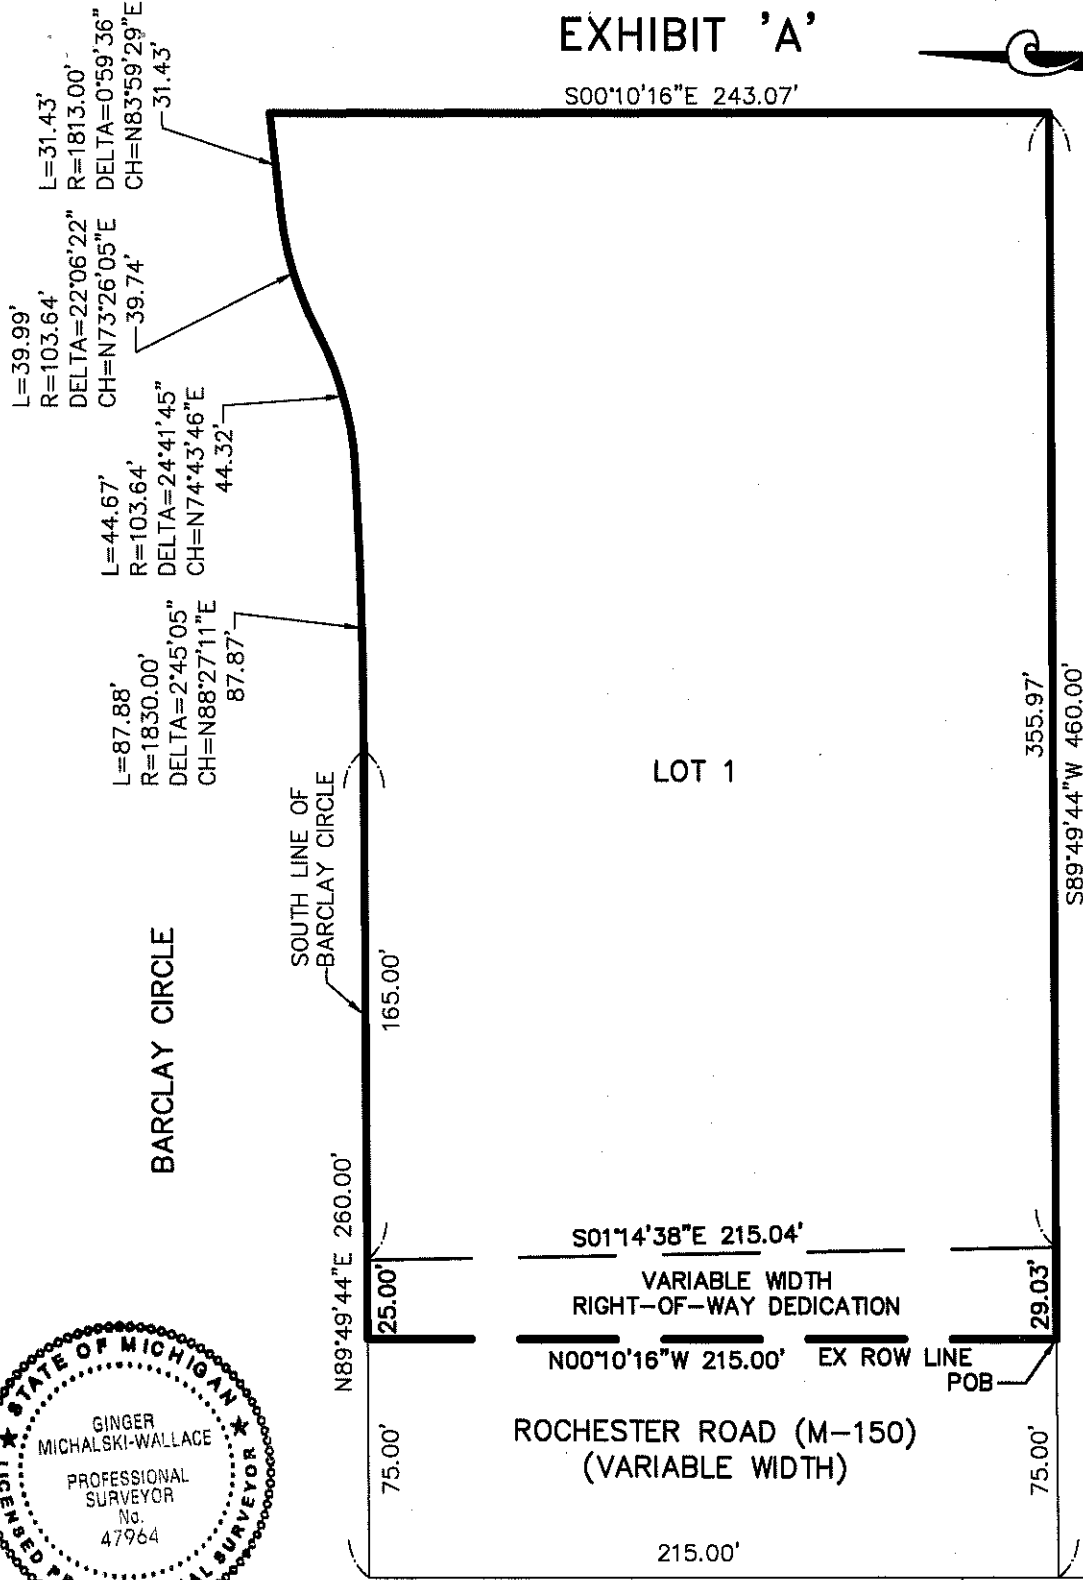 EXHIBIT 'A'
S00°10'16"E 243.07'
L=31.43'
R=1813.00'
DELTA=0°59'36"
CH=N83°59'29"E
31.43'
L=39.99'
R=103.64'
DELTA=22°06'22"
CH=N73°26'05"E
39.74'
L=44.67'
R=103.64'
DELTA=24°41'45"
CH=N74°43'46"E
44.32'
L=87.88'
R=1830.00'
DELTA=2°45'05"
CH=N88°27'11"E
87.87'
LOT 1
355.97'
S89°49'44"W 460.00'
SOUTH LINE OF
BARCLAY CIRCLE
165.00'
BARCLAY CIRCLE
N89°49'44"E 260.00'
S01°14'38"E 215.04'
25.00'
VARIABLE WIDTH
RIGHT-OF-WAY DEDICATION
29.03'
N00°10'16"W 215.00'
EX ROW LINE
POB
75.00'
ROCHESTER ROAD (M-150)
(VARIABLE WIDTH)
75.00'
215.00'
STATE OF MICHIGAN
GINGER
MICHALSKI-WALLACE
PROFESSIONAL
SURVEYOR
No.
47964
LICENSED PR
AL SURVEYOR